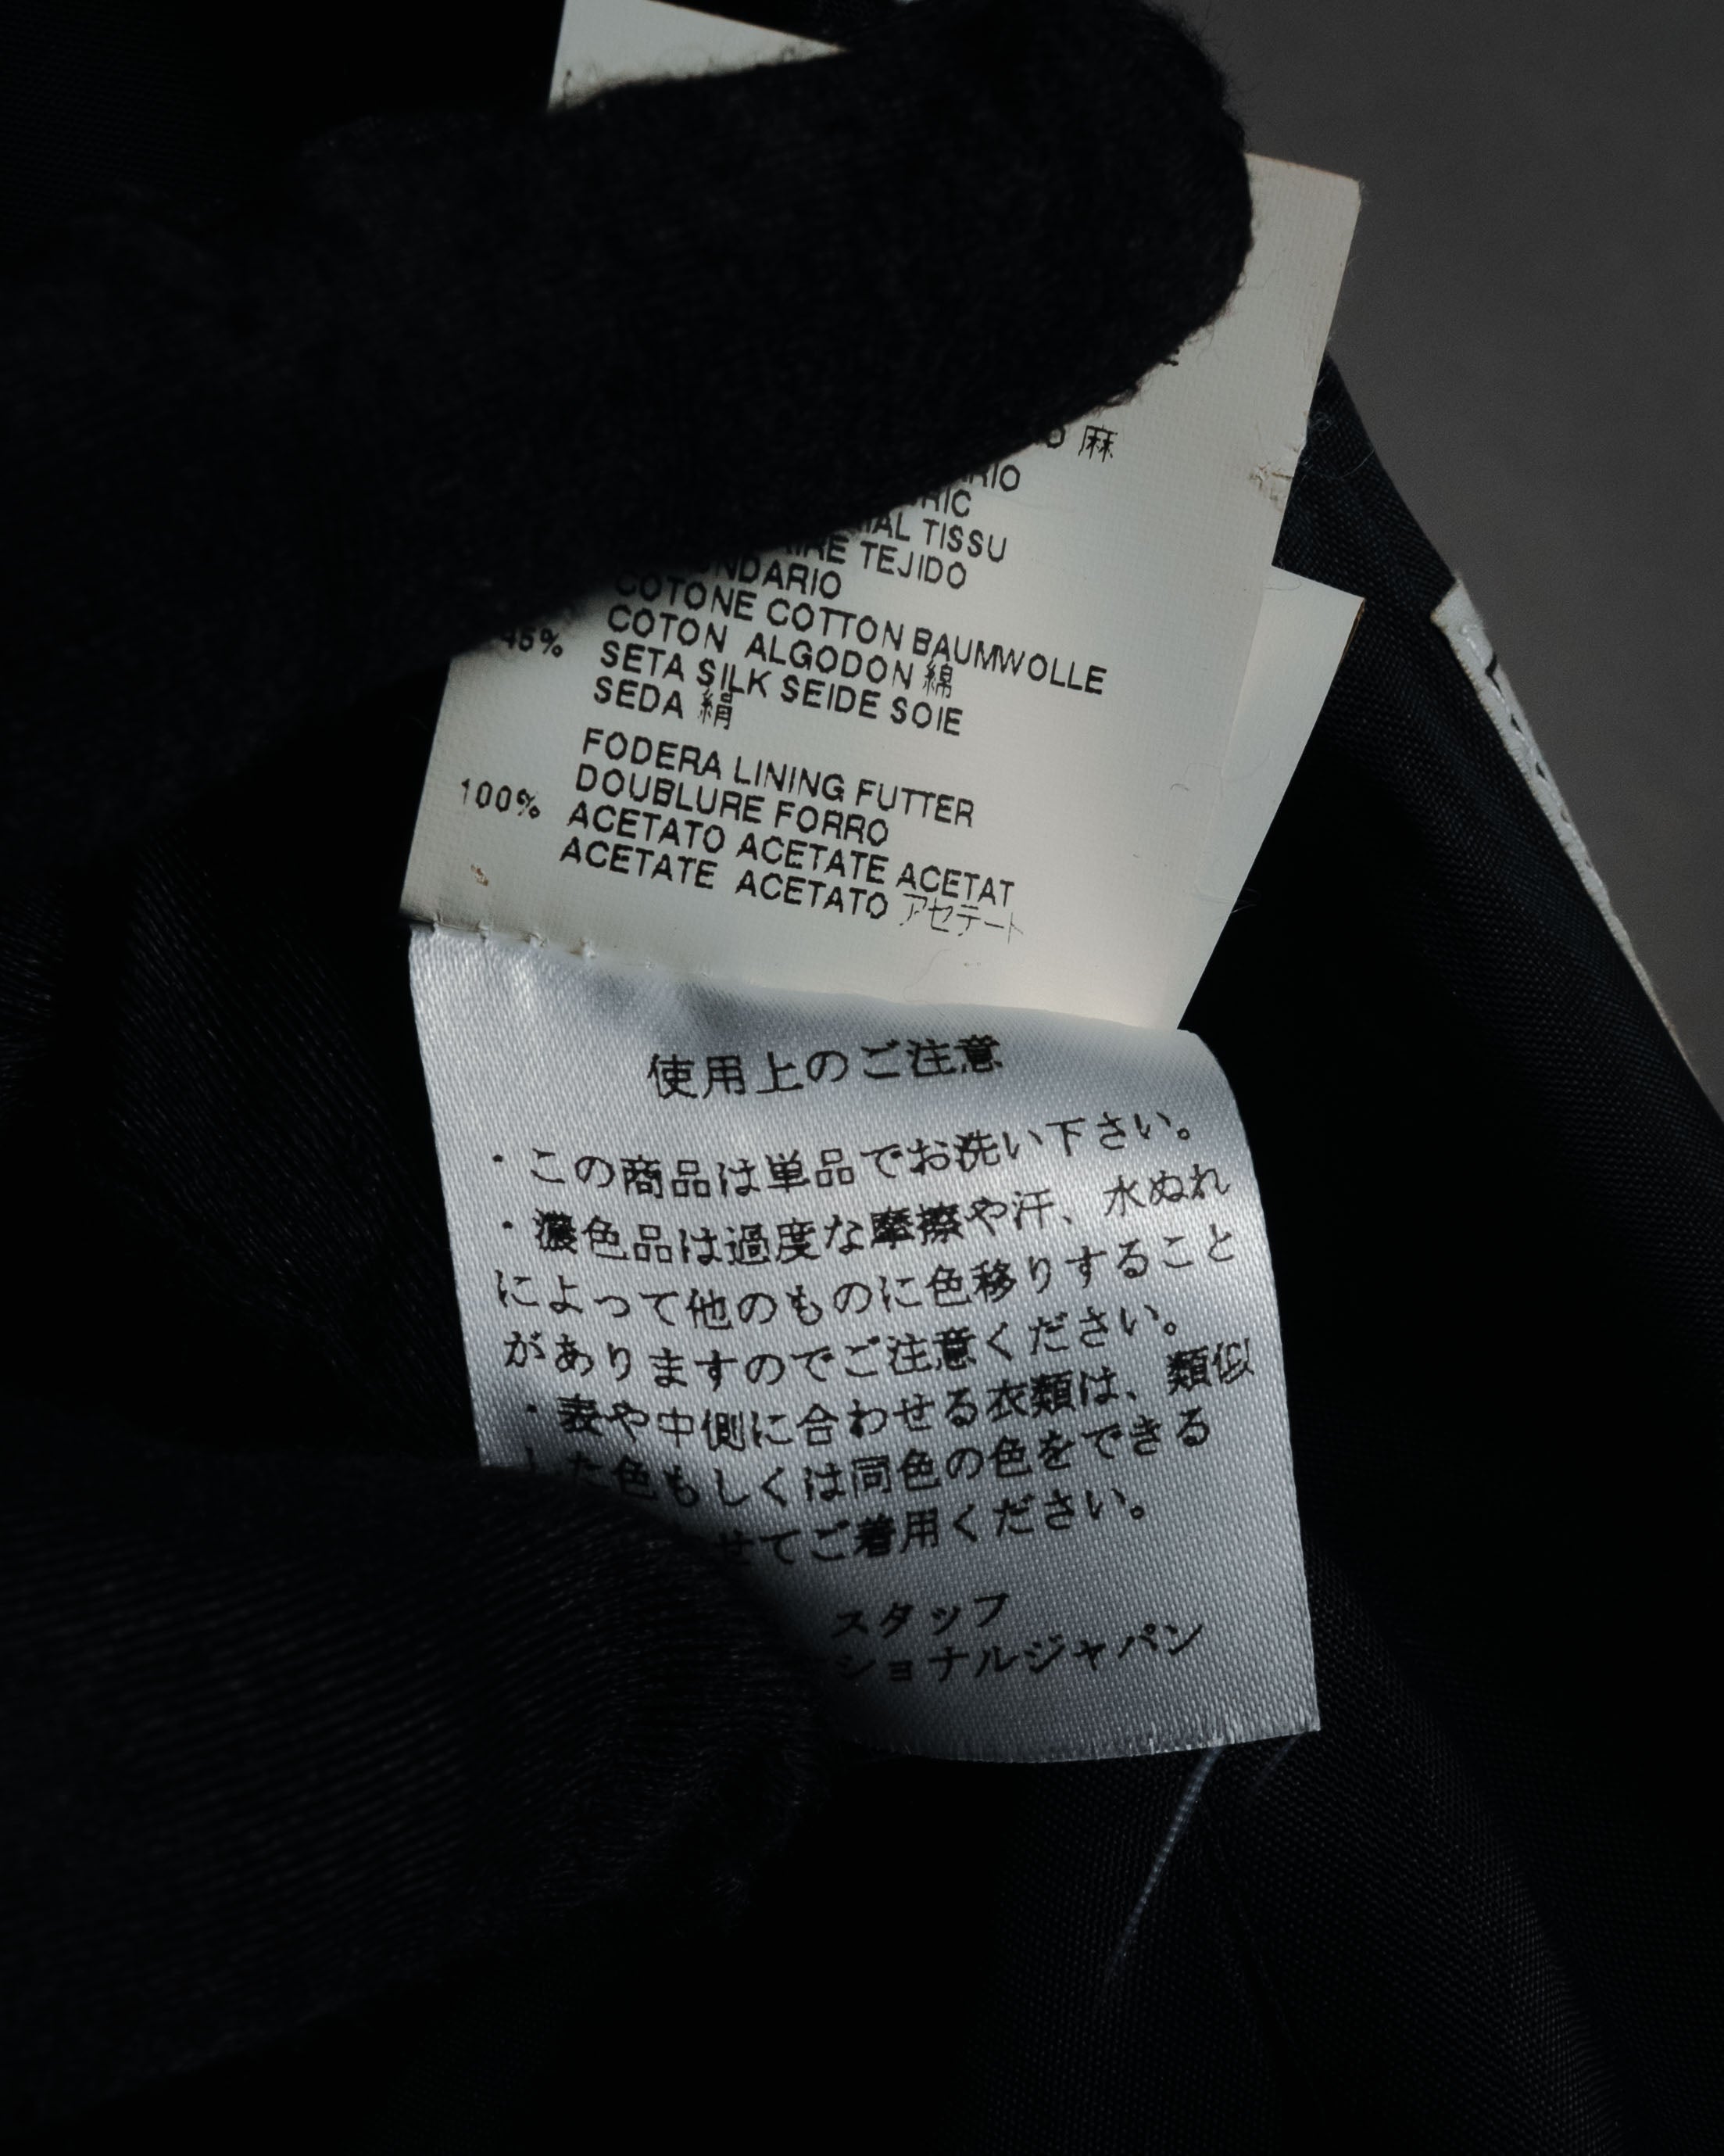 麻
TISSU
TEJIDO
COTONE COTTON BAUMWOLLE
COTON ALGODON 綿
45% SETA SILK SEIDE SOIE
SEDA 絹
FODERA LINING FUTTER
DOUBLURE FORRO
100% ACETATO ACETATE ACETAT
ACETATE ACETATO アセテート
使用上のご注意
・この商品は単品でお洗い下さい。
・濃色品は過度な摩擦や汗、水ぬれ
によって他のものに色移りすること
がありますのでご注意ください。
・表や中側に合わせる衣類は、類似
した色もしくは同色の色をできる
せてご着用ください。
スタッフ
ショナルジャパン